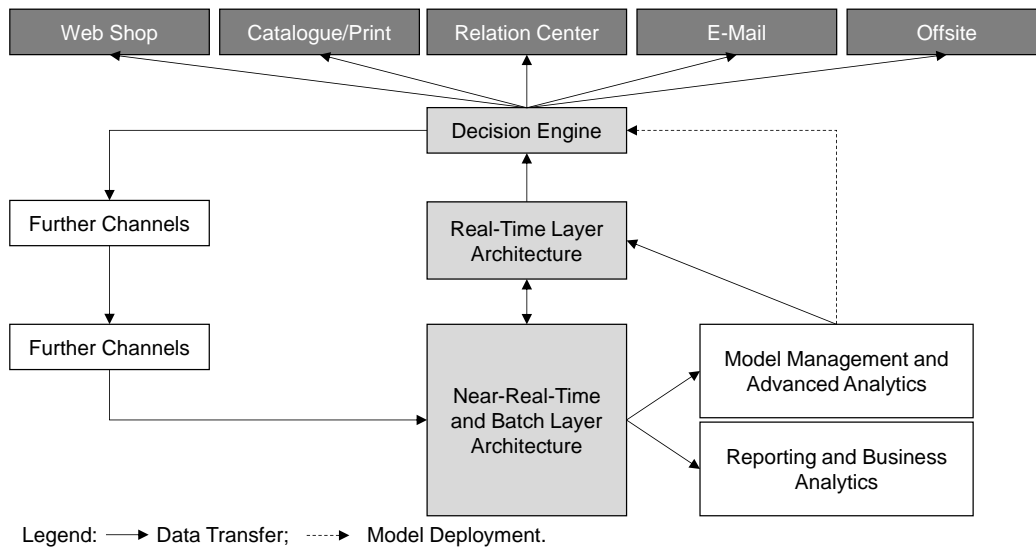 Web Shop
Catalogue/Print
Relation Center
E-Mail
Offsite
Decision Engine
Further Channels
Real-Time Layer
Architecture
Further Channels
Near-Real-Time
and Batch Layer
Architecture
Model Management and
Advanced Analytics
Reporting and Business
Analytics
Legend: Data Transfer; Model Deployment.